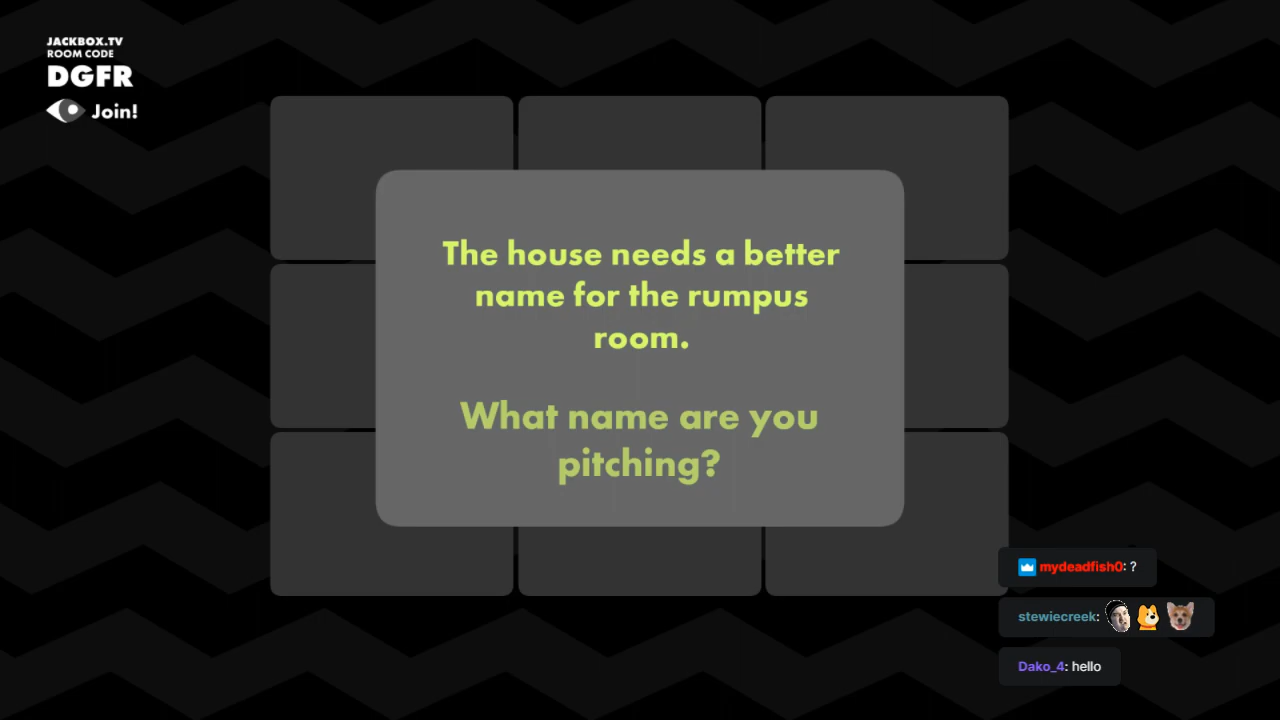 JACKBOX.TV
ROOM CODE
DGFR
Join!
The house needs a better
name for the rumpus
room.
What name are you
pitching?
mydeadfish0: ?
stewiecreek:
Dako_4: hello